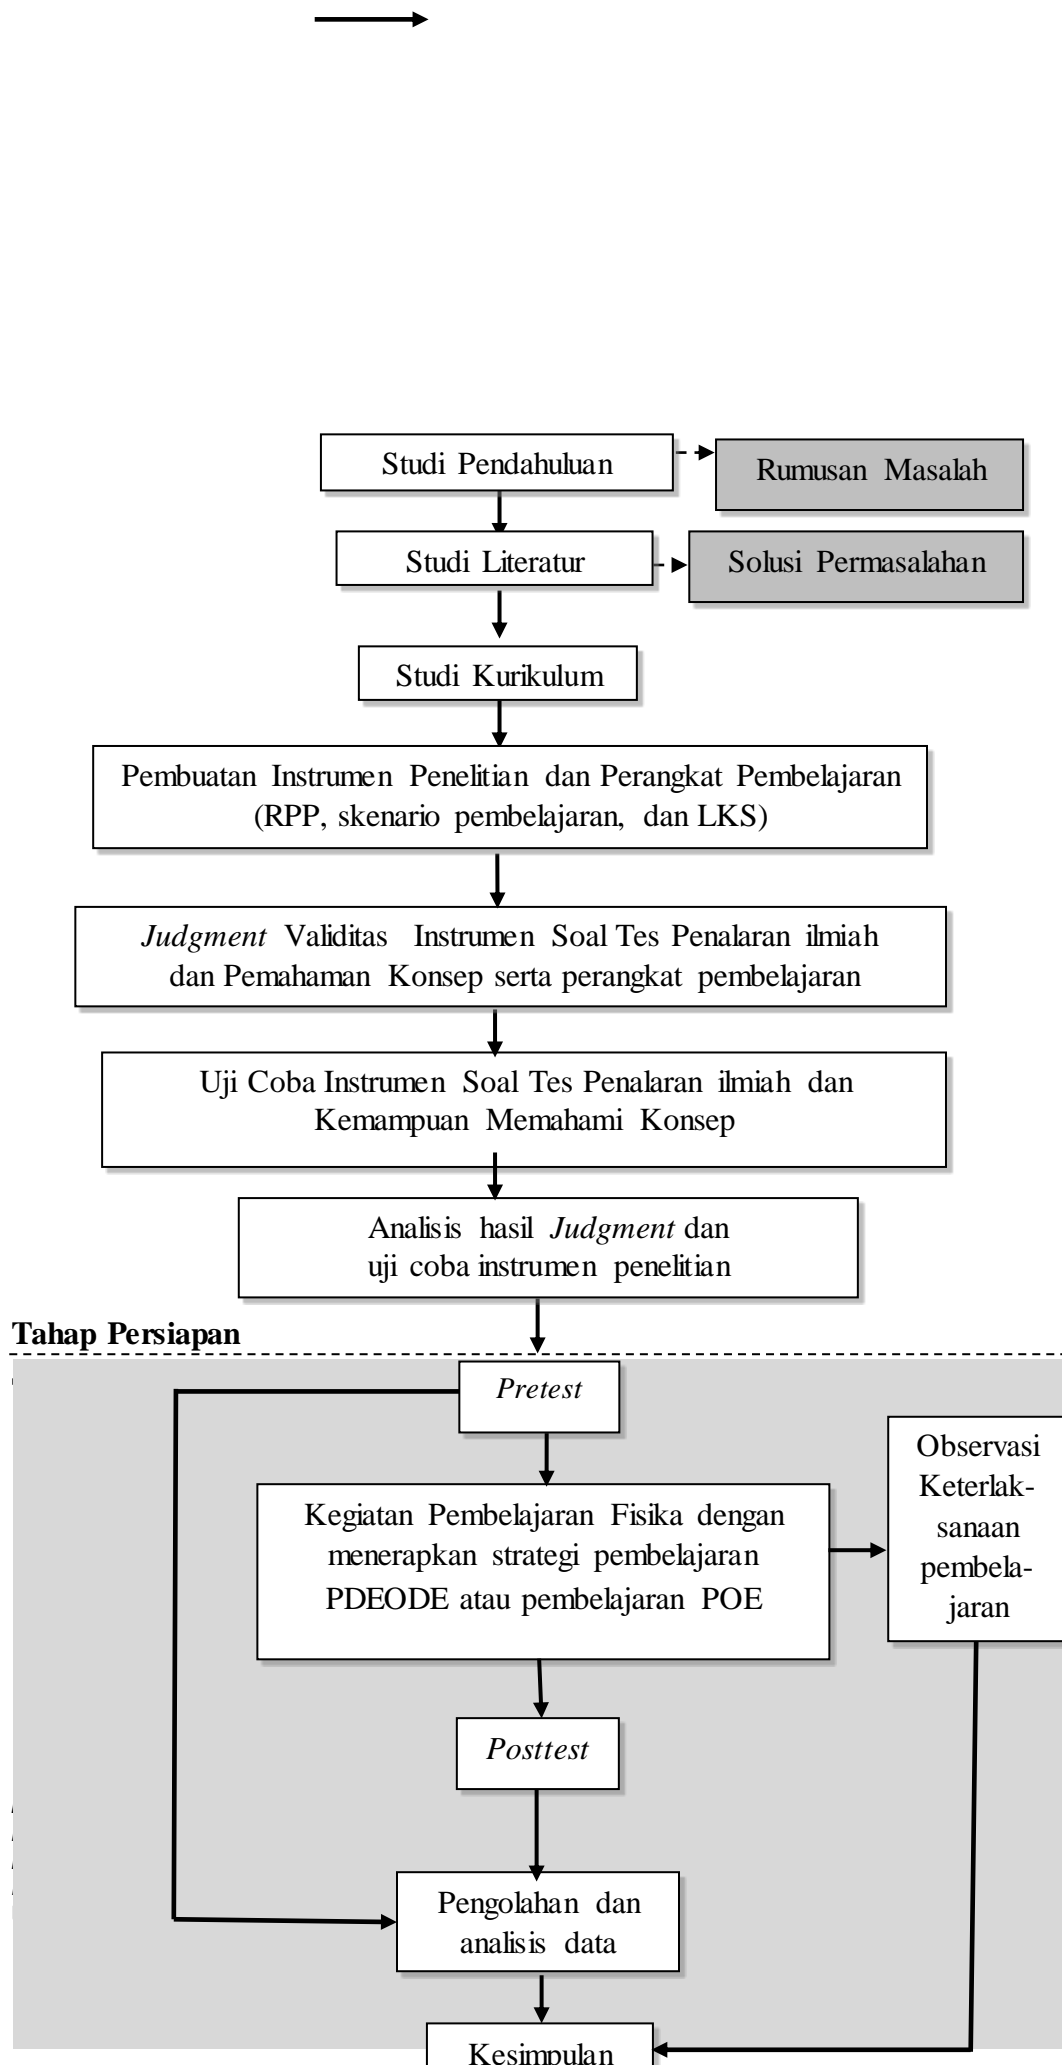 Studi Pendahuluan
Rumusan Masalah
Studi Literatur
Solusi Permasalahan
Studi Kurikulum
Pembuatan Instrumen Penelitian dan Perangkat Pembelajaran
(RPP, skenario pembelajaran, dan LKS)
Judgment Validitas Instrumen Soal Tes Penalaran ilmiah
dan Pemahaman Konsep serta perangkat pembelajaran
Uji Coba Instrumen Soal Tes Penalaran ilmiah dan
Kemampuan Memahami Konsep
Analisis hasil Judgment dan
uji coba instrumen penelitian
Tahap Persiapan
Pretest
Observasi
Keterlak-
sanaan
pembela-
jaran
Kegiatan Pembelajaran Fisika dengan
menerapkan strategi pembelajaran
PDEODE atau pembelajaran POE
Posttest
Pengolahan dan
analisis data
Kesimpulan